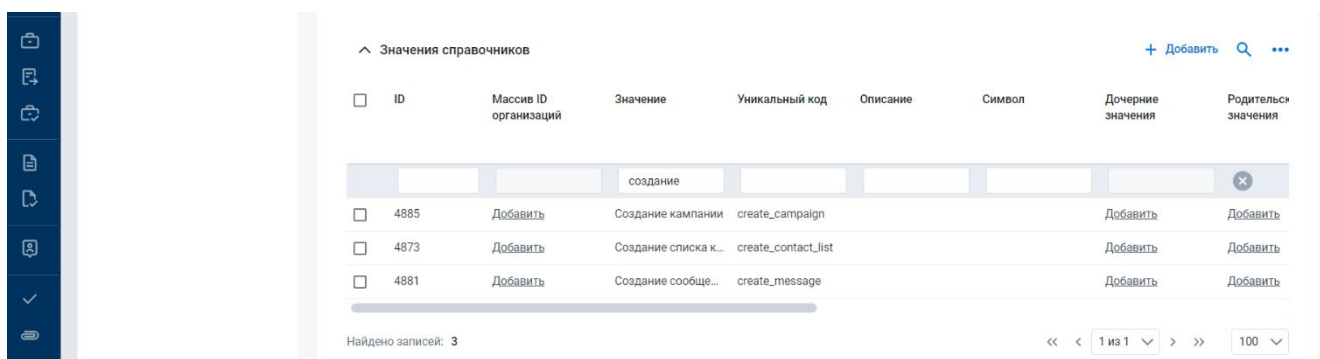 Значения справочников
Добавить
ID Массив ID организаций Значение Уникальный код Описание Символ Дочерние значения Родительск значения
создание
4885 Добавить Создание кампании create_campaign Добавить Добавить
4873 Добавить Создание списка к... create_contact_list Добавить Добавить
4881 Добавить Создание сообще... create_message Добавить Добавить
Найдено записей: 3 1 из 1 100